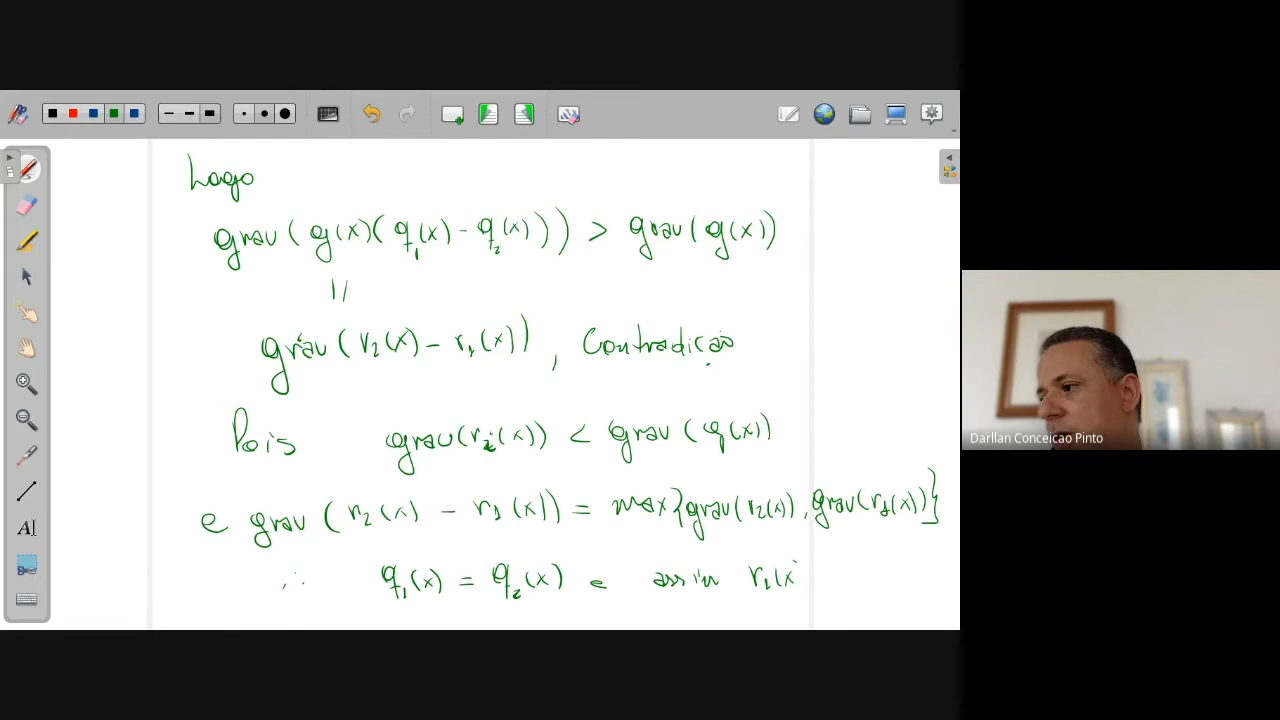 Logo
grau(g(x)(q₁(x) - q₂(x))) > grau(g(x))
||
grau(r₂(x) - r₁(x)), Contradição
Pois grau(rᵢ(x)) < grau(g(x))
e grau(r₂(x) - r₁(x)) = max{grau(r₂(x)), grau(r₁(x))}
∴ q₁(x) = q₂(x) e assim r₁(x
Darllan Conceicao Pinto